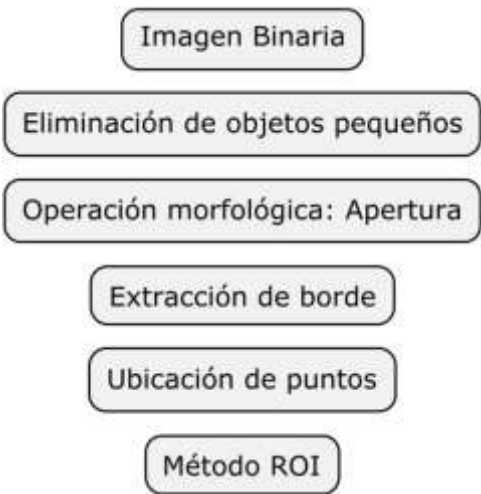 Imagen Binaria
Eliminación de objetos pequeños
Operación morfológica: Apertura
Extracción de borde
Ubicación de puntos
Método ROI